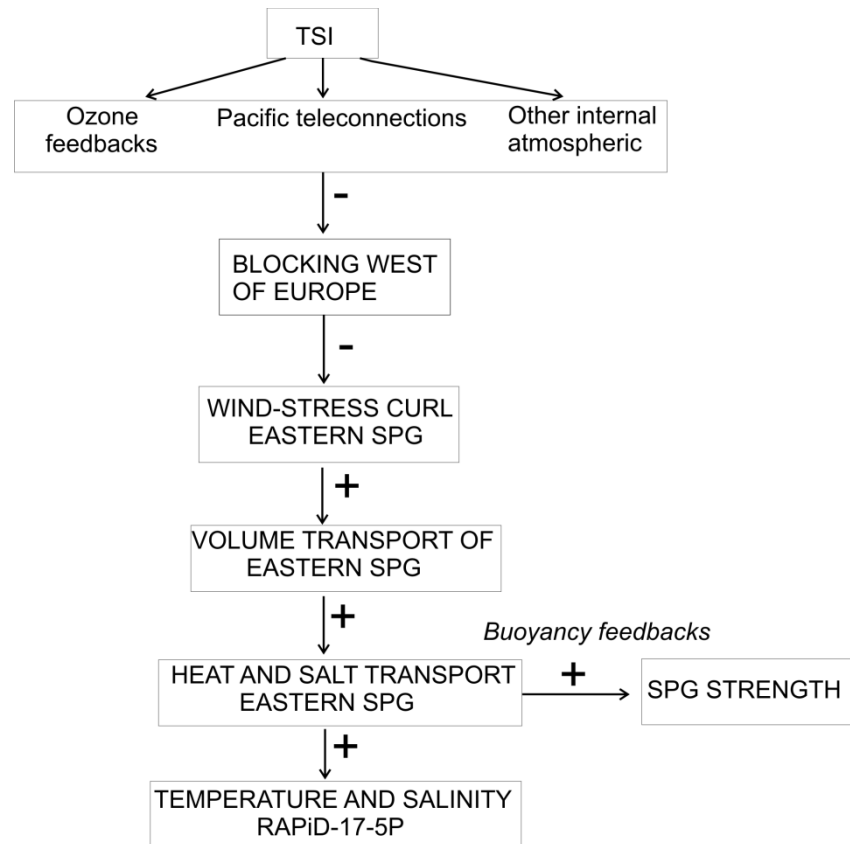 TSI
Ozone
feedbacks
Pacific teleconnections
Other internal
atmospheric
-
BLOCKING WEST
OF EUROPE
-
WIND-STRESS CURL
EASTERN SPG
+
VOLUME TRANSPORT OF
EASTERN SPG
+
HEAT AND SALT TRANSPORT
EASTERN SPG
Buoyancy feedbacks
+
SPG STRENGTH
+
TEMPERATURE AND SALINITY
RAPiD-17-5P